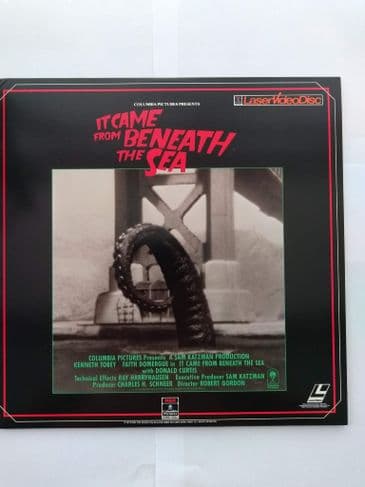 COLUMBIA PICTURES PRESENTS
LaserVideoDisc
IT CAME
FROM BENEATH
THE SEA
COLUMBIA PICTURES Presents A SAM KATZMAN PRODUCTION
KENNETH TOBEY FAITH DOMERGUE in IT CAME FROM BENEATH THE SEA
with DONALD CURTIS
Technical Effects RAY HARRYHAUSEN Executive Producer SAM KATZMAN
Producer CHARLES H. SCHNEER Director ROBERT GORDON